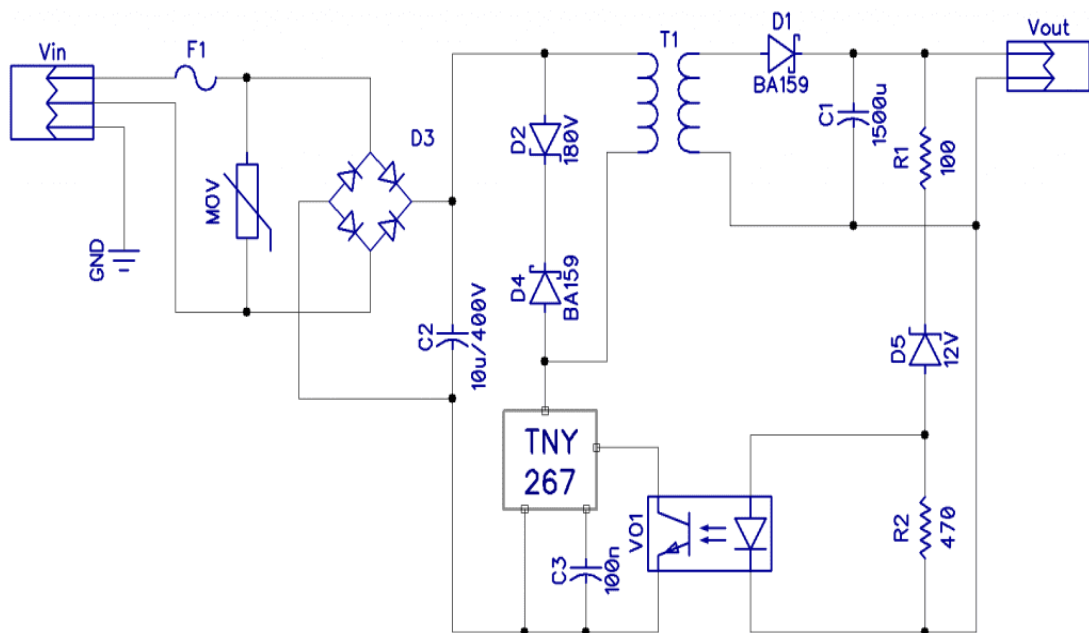 Vin
F1
MOV
GND
D3
C2
10u/400V
D2
180V
D4
BA159
T1
D1
BA159
C1
1500u
R1
100
Vout
D5
12V
TNY
267
C3
100n
VO1
R2
470